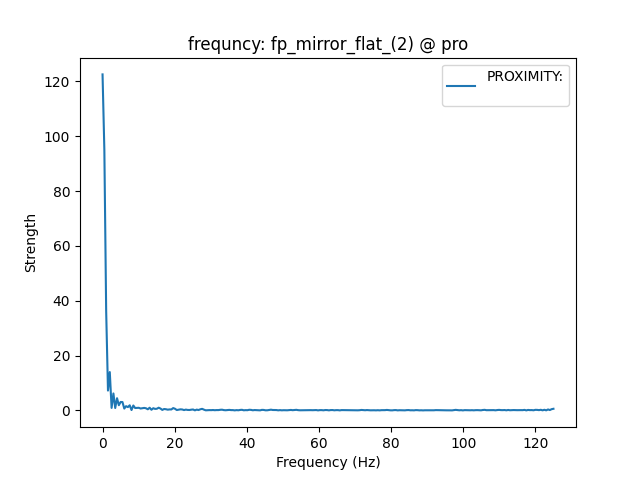 frequncy: fp_mirror_flat_(2) @ pro
PROXIMITY:
Strength
120
100
80
60
40
20
0
0 20 40 60 80 100 120
Frequency (Hz)